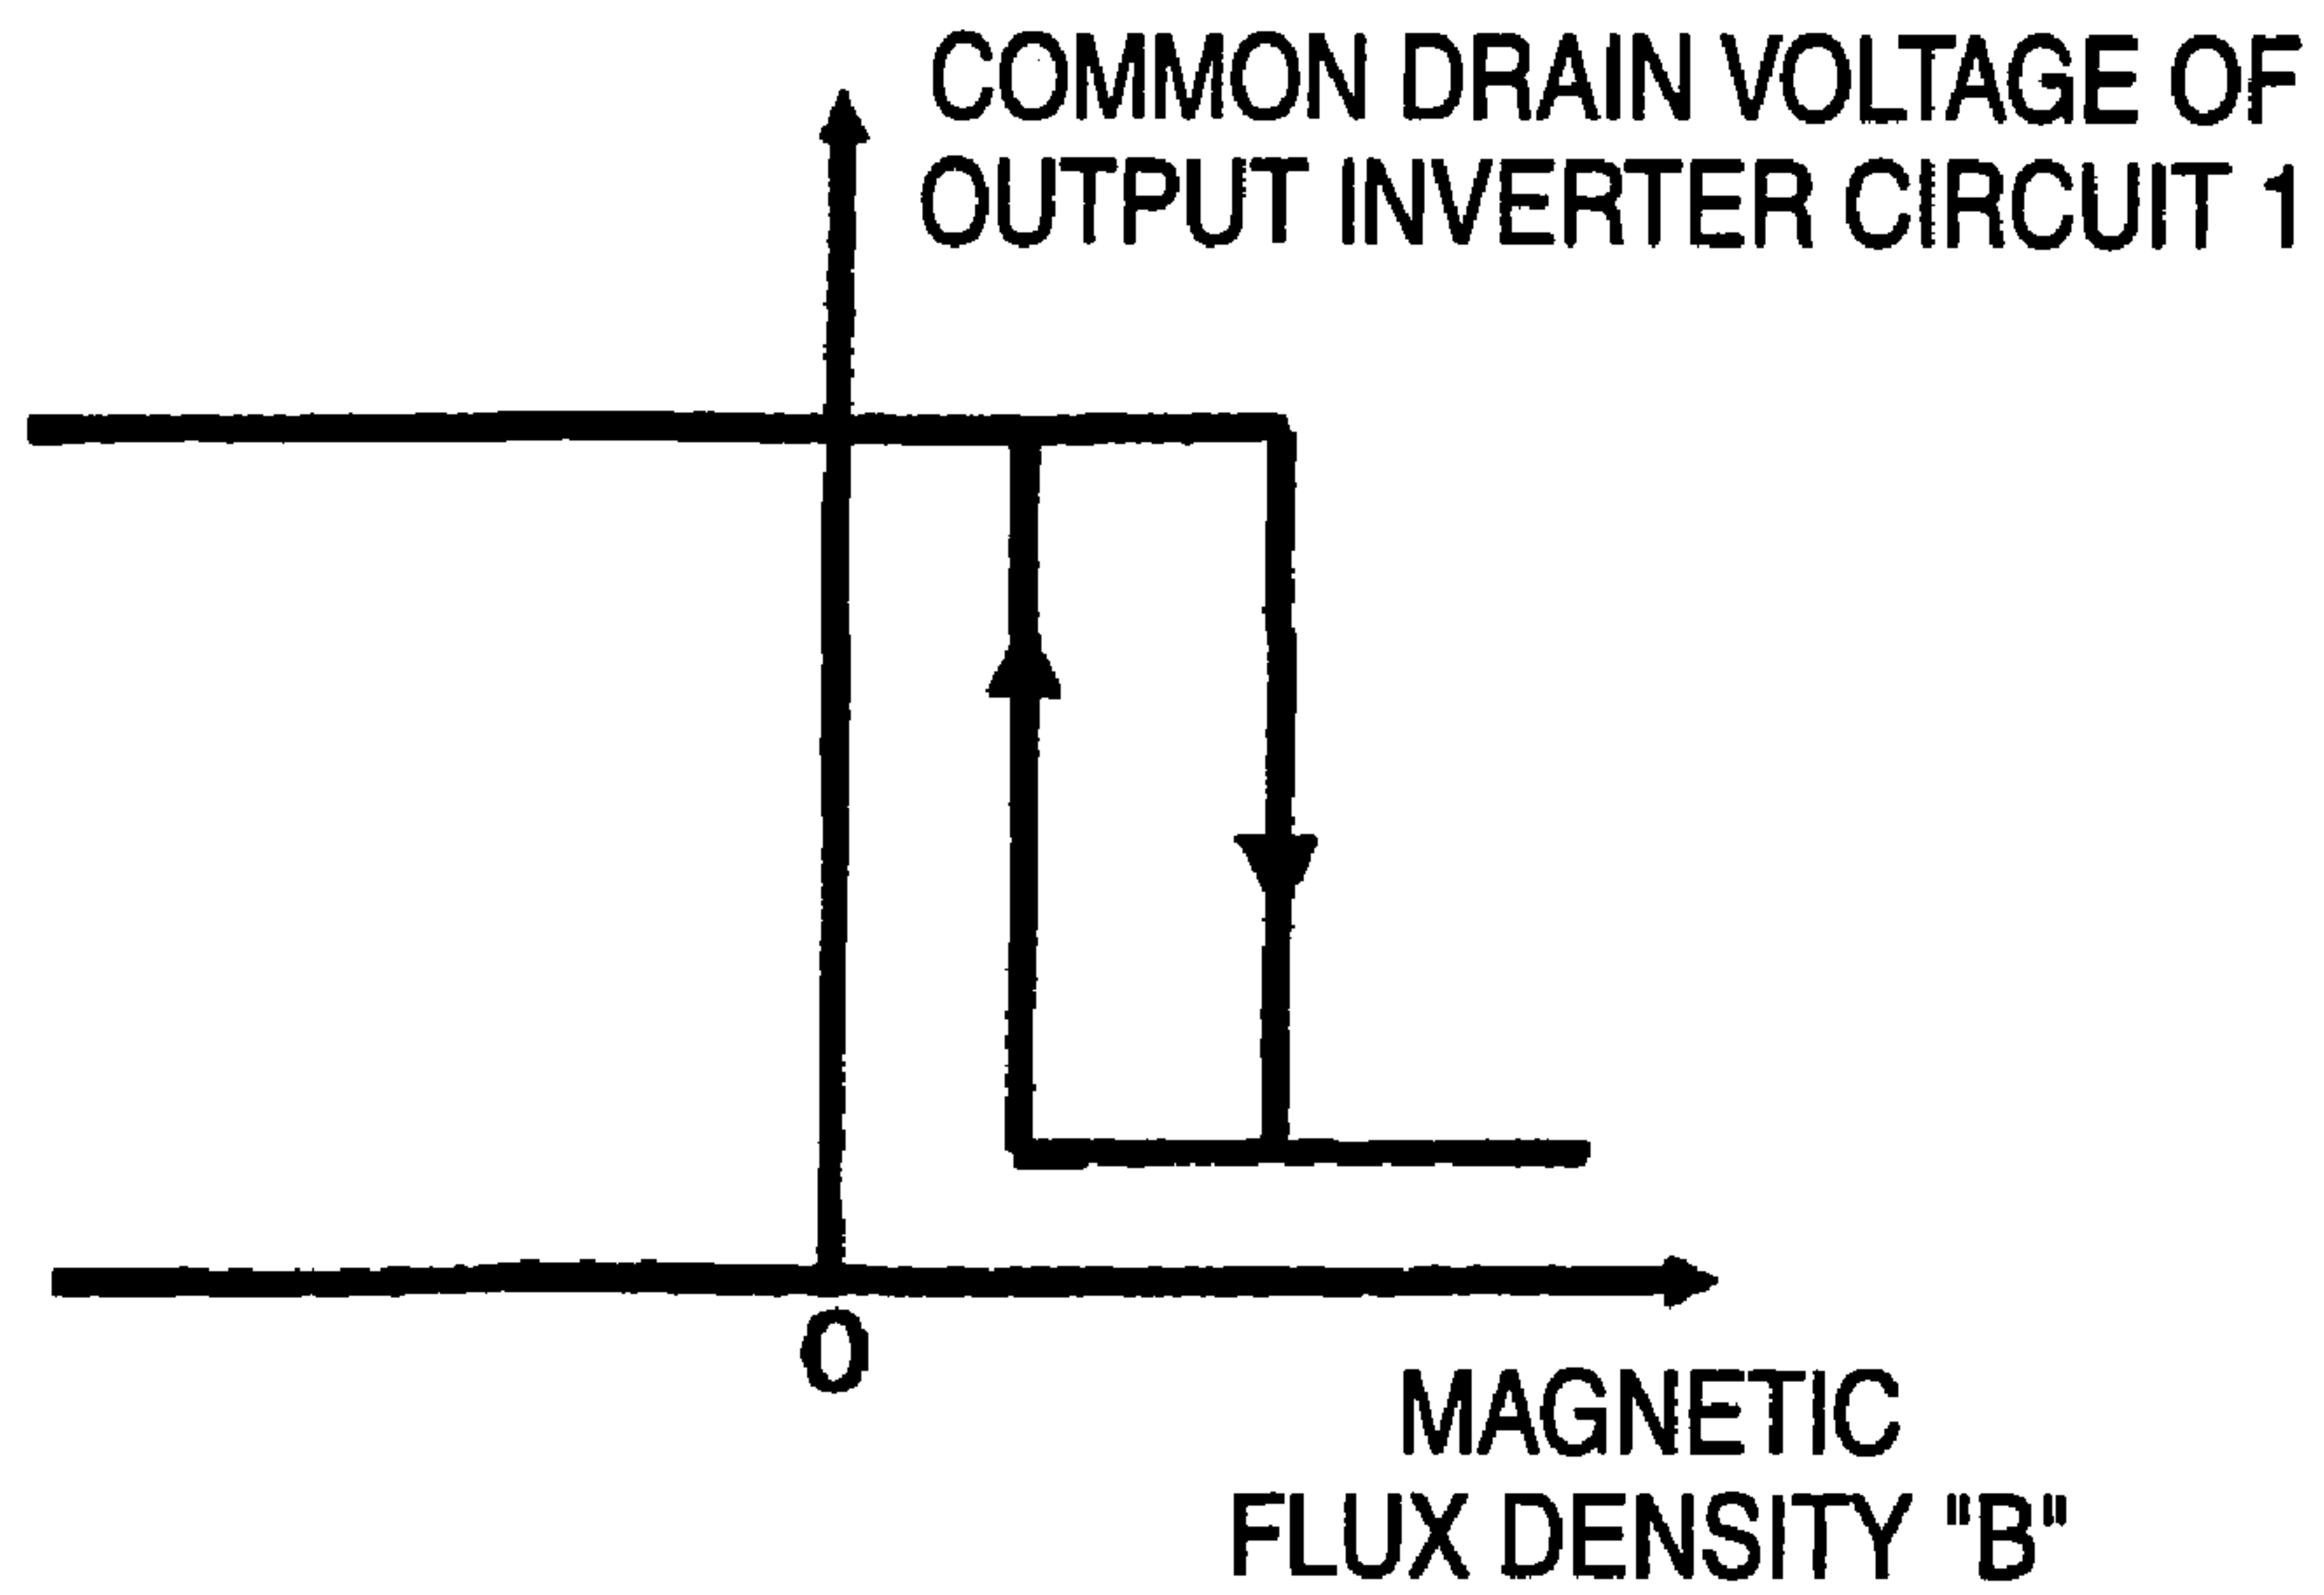 COMMON DRAIN VOLTAGE OF
OUTPUT INVERTER CIRCUIT 1
0
MAGNETIC
FLUX DENSITY "B"